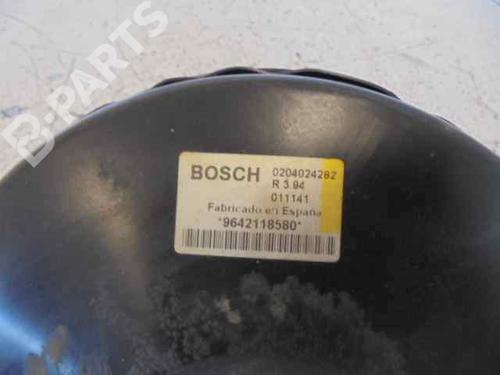 B-PARTS
BOSCH 0204024282
R 3.94
011141
Fabricado en España
*9642118580*